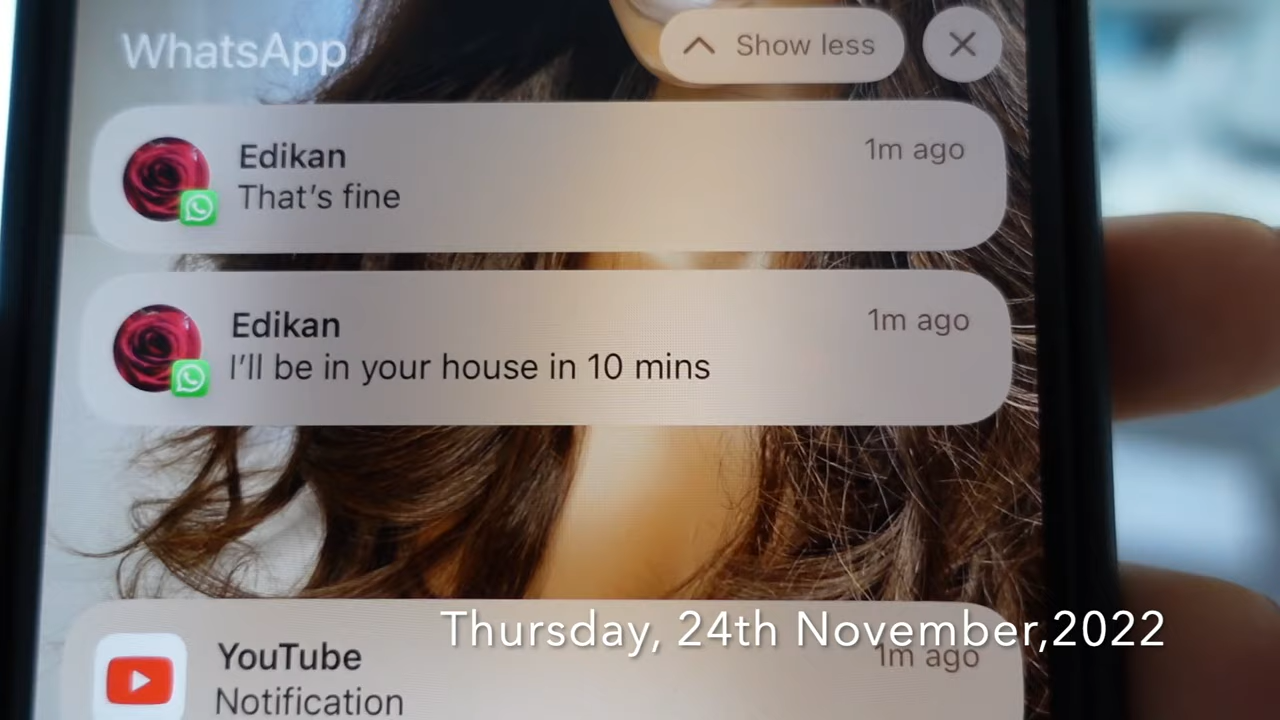 WhatsApp
Show less
Edikan
1m ago
That's fine
Edikan
1m ago
I'll be in your house in 10 mins
Thursday, 24th November,2022
YouTube
1m ago
Notification